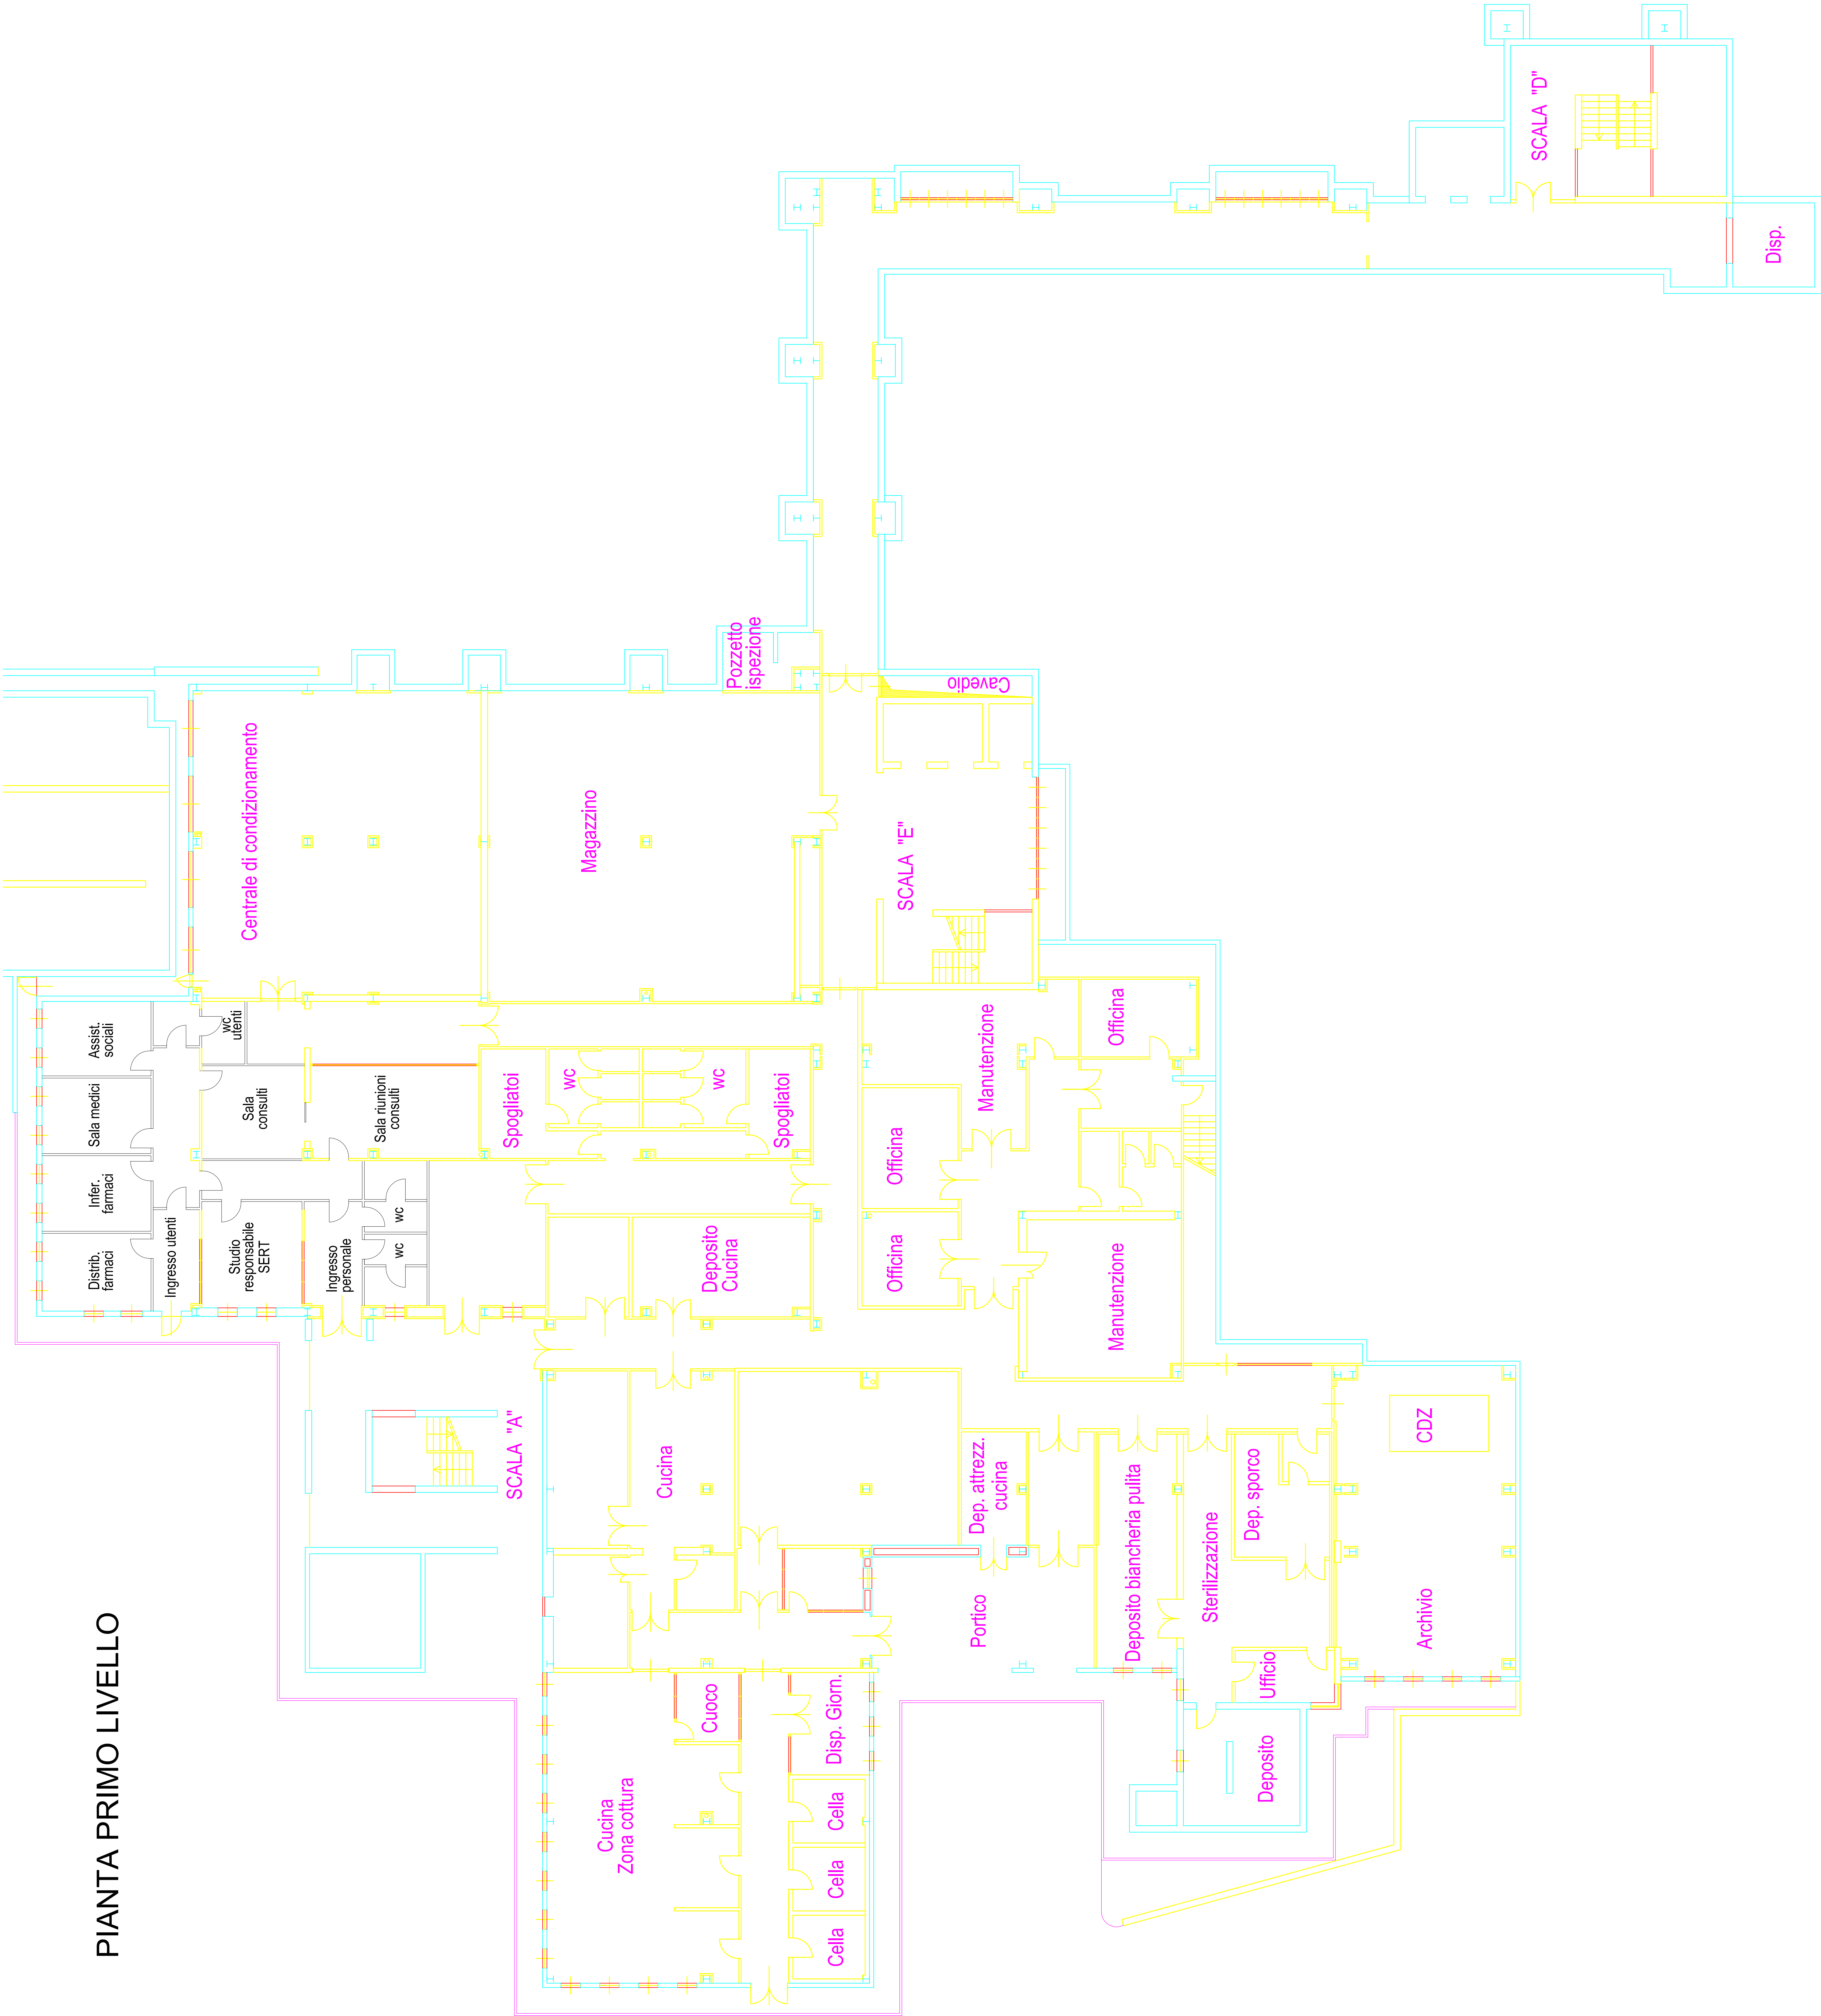 PIANTA PRIMO LIVELLO
Assist.
sociali
Sala medici
Infer.
farmaci
Distrib.
farmaci
Ingresso utenti
wc
utenti
Sala
consulti
Studio
responsabile
SERT
Sala riunioni
consulti
Ingresso
personale
wc
wc
Centrale di condizionamento
Magazzino
Pozzetto
ispezione
Cavedio
SCALA "D"
Disp.
SCALA "E"
Spogliatoi
wc
wc
Spogliatoi
Manutenzione
Officina
Officina
Officina
Manutenzione
Deposito
Cucina
SCALA "A"
Cucina
Dep. attrezz.
cucina
Portico
Deposito biancheria pulita
Sterilizzazione
Dep. sporco
CDZ
Archivio
Ufficio
Deposito
Cuoco
Disp. Giorn.
Cucina
Zona cottura
Cella
Cella
Cella